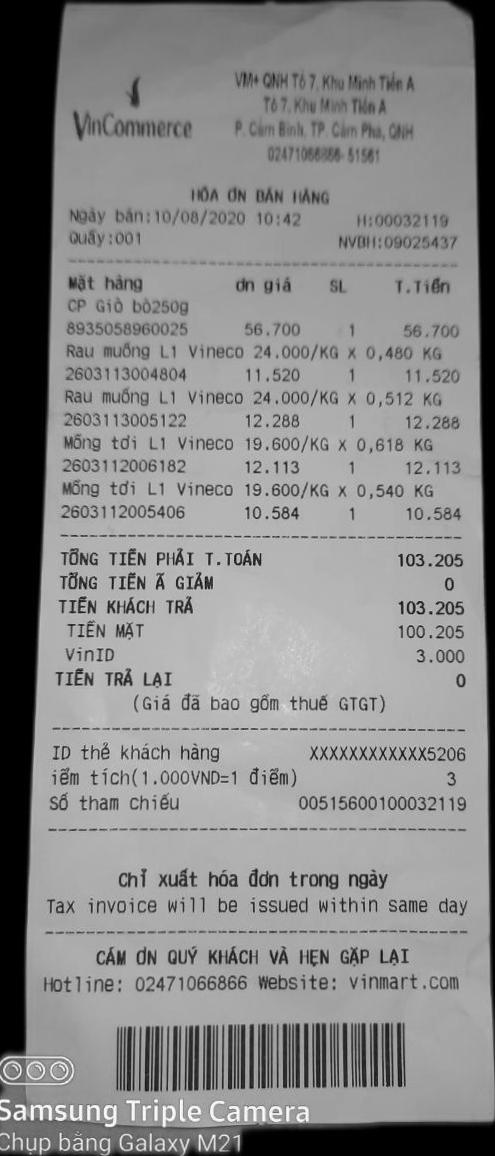 VinCommerce
VM+ QNH Tổ 7, Khu Minh Tiến A
Tổ 7, Khu Minh Tiến A
P. Cẩm Bình, TP. Cẩm Phả, QNH
02471066866-51561
HÓA ƠN BÁN HÀNG
Ngày bán:10/08/2020 10:42 H:00032119
Quầy:001 NVBH:09025437
Mặt hàng ơn giá SL T.Tiền
CP Giò bò250g
8935058960025 56.700 1 56.700
Rau muống L1 Vineco 24.000/KG X 0,480 KG
2603113004804 11.520 1 11.520
Rau muống L1 Vineco 24.000/KG X 0,512 KG
2603113005122 12.288 1 12.288
Mồng tơi L1 Vineco 19.600/KG X 0,618 KG
2603112006182 12.113 1 12.113
Mồng tơi L1 Vineco 19.600/KG X 0,540 KG
2603112005406 10.584 1 10.584
TỔNG TIỀN PHẢI T.TOÁN 103.205
TỔNG TIỀN Ã GIẢM 0
TIỀN KHÁCH TRẢ 103.205
TIỀN MẶT 100.205
VinID 3.000
TIỀN TRẢ LẠI 0
(Giá đã bao gồm thuế GTGT)
ID thẻ khách hàng XXXXXXXXXXXX5206
iểm tích(1.000VND=1 điểm) 3
Số tham chiếu 00515600100032119
Chỉ xuất hóa đơn trong ngày
Tax invoice will be issued within same day
CẢM ƠN QUÝ KHÁCH VÀ HẸN GẶP LẠI
Hotline: 02471066866 Website: vinmart.com
Samsung Triple Camera
Chụp bằng Galaxy M21